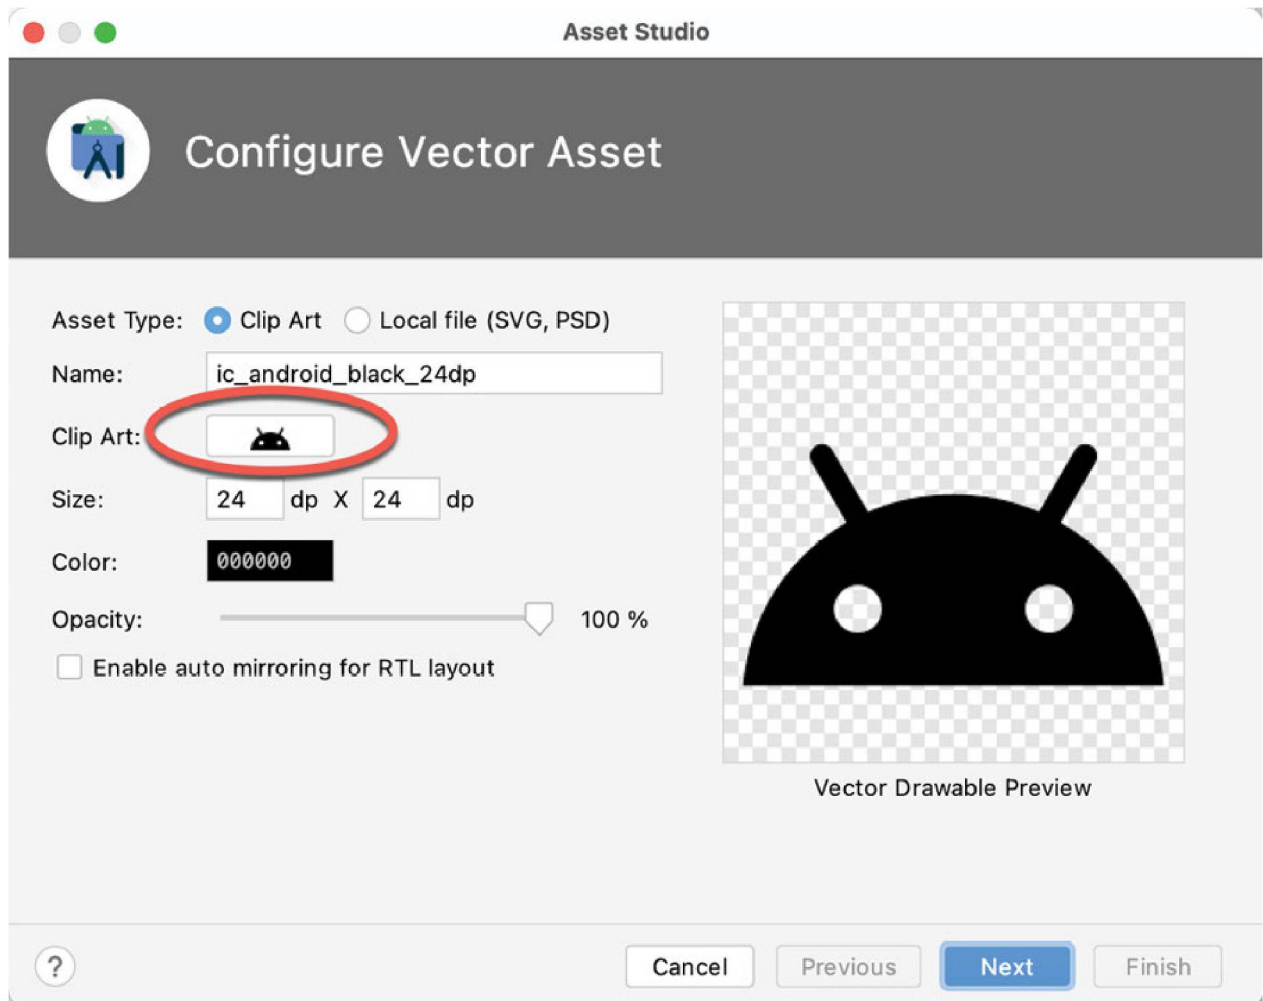 Asset Studio
Configure Vector Asset
Asset Type: Clip Art Local file (SVG, PSD)
Name: ic_android_black_24dp
Clip Art:
Size: 24 dp X 24 dp
Color: 000000
Opacity: 100 %
Enable auto mirroring for RTL layout
Vector Drawable Preview
? Cancel Previous Next Finish